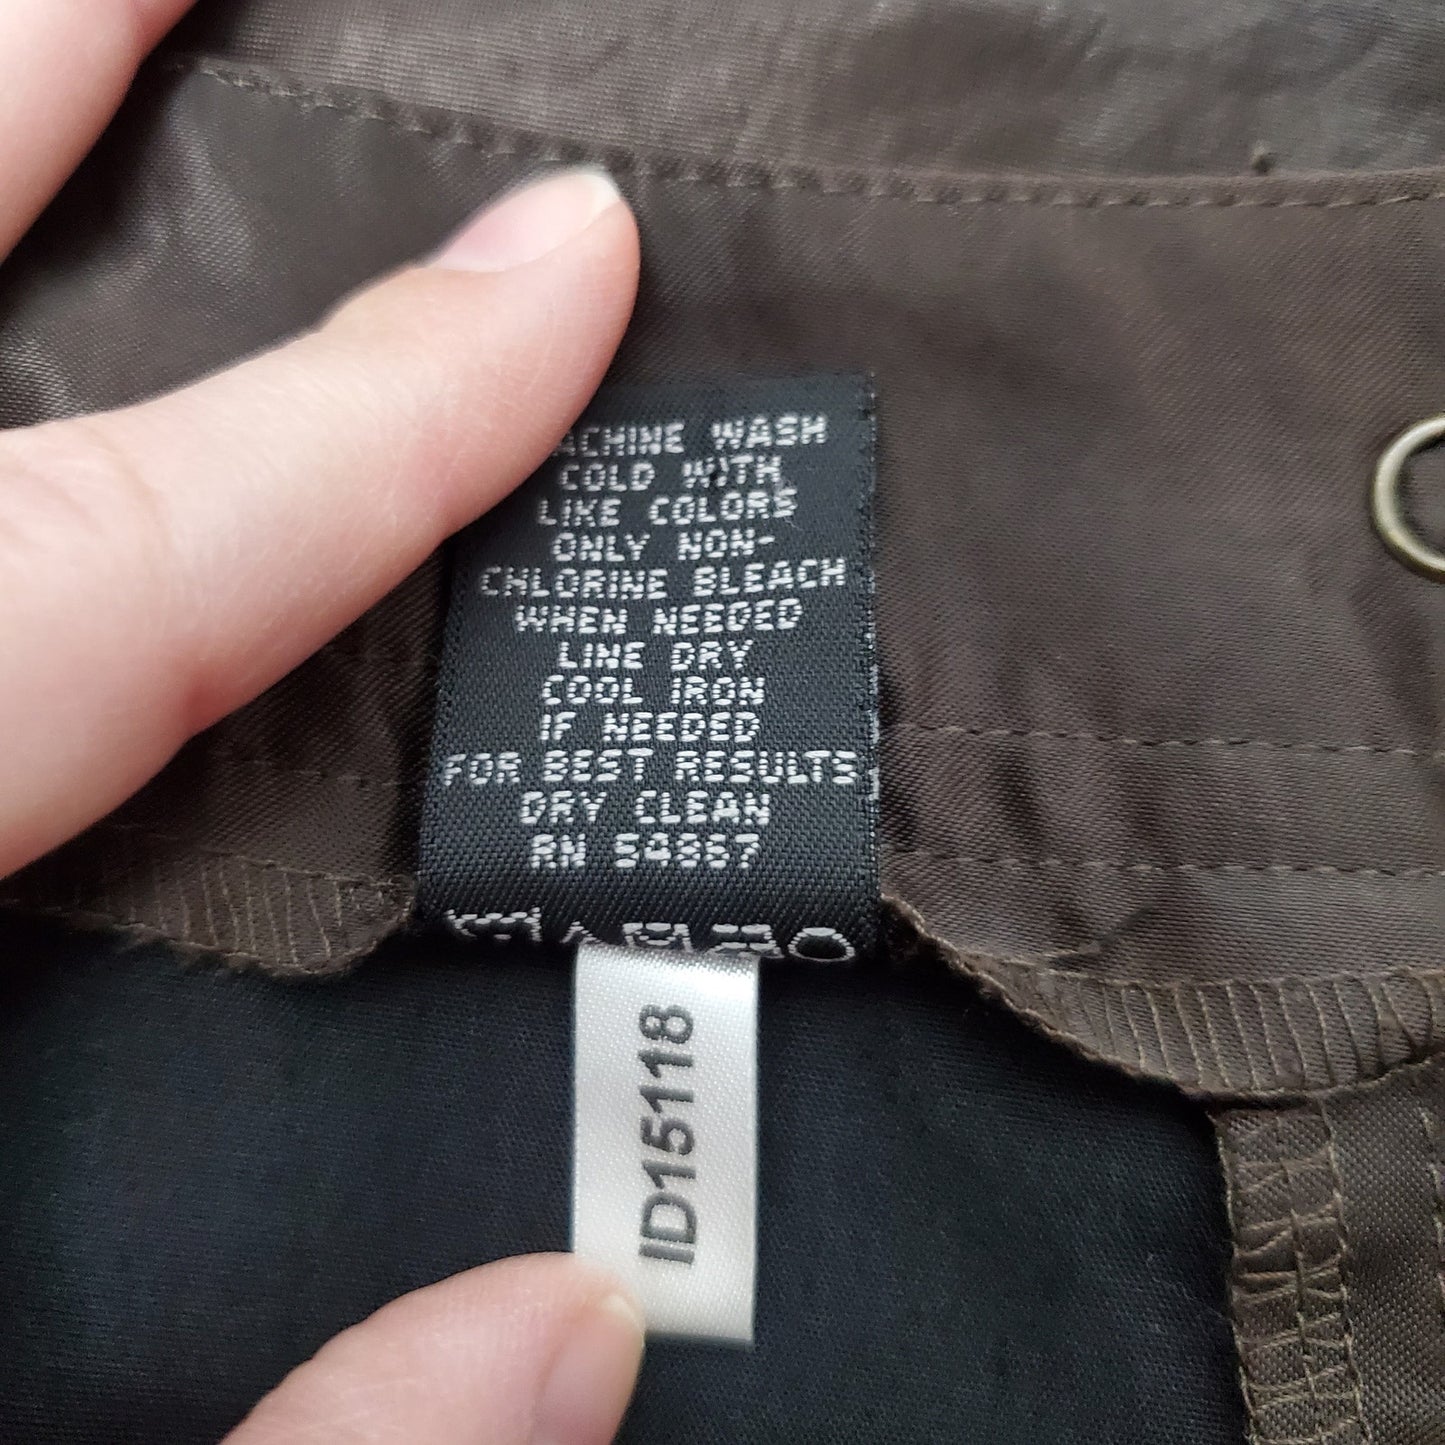 ACHINE WASH
COLD WITH
LIKE COLORS
ONLY NON-
CHLORINE BLEACH
WHEN NEEDED
LINE DRY
COOL IRON
IF NEEDED
FOR BEST RESULTS
DRY CLEAN
RN 54867
ID15118